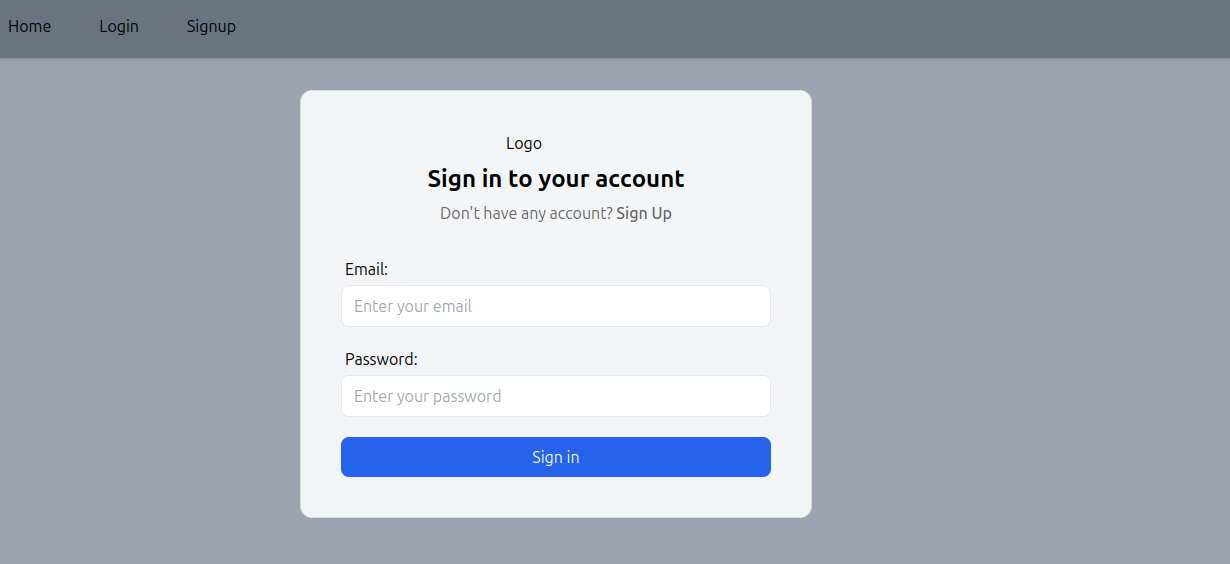 Home Login Signup
Logo
Sign in to your account
Don't have any account? Sign Up
Email:
Enter your email
Password:
Enter your password
Sign in